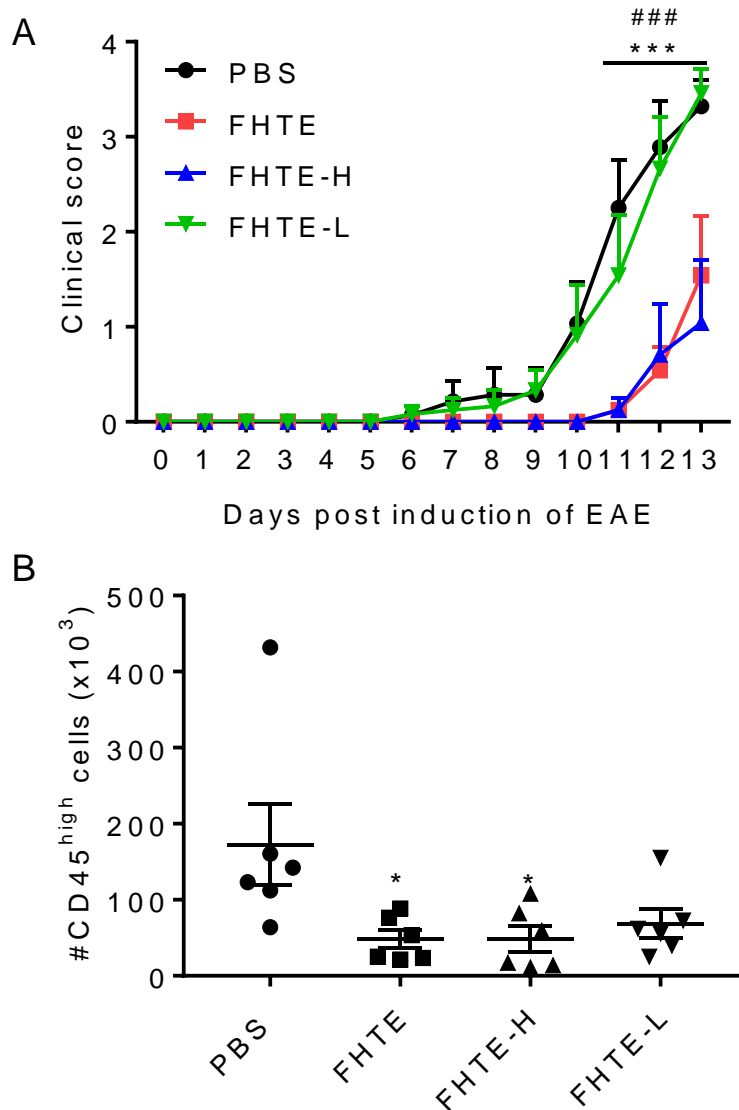 A
###
***
4
3
2
1
0
Clinical score
PBS
FHTE
FHTE-H
FHTE-L
0 1 2 3 4 5 6 7 8 9 10 11 12 13
Days post induction of EAE
B
500
400
300
200
100
0
#CD45high cells (x10³)
*
*
PBS
FHTE
FHTE-H
FHTE-L